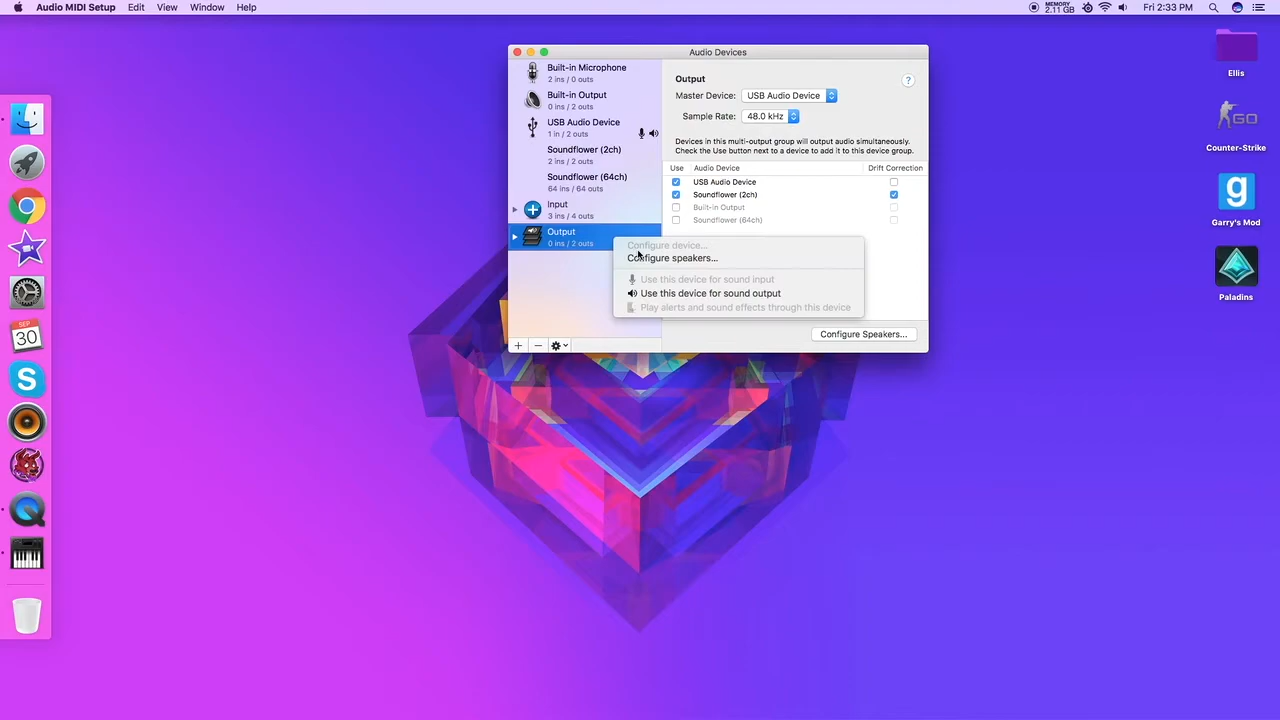 Audio MIDI Setup Edit View Window Help
MEMORY
2.11 GB
Fri 2:33 PM
Audio Devices
Built-in Microphone
2 ins / 0 outs
Built-in Output
0 ins / 2 outs
USB Audio Device
1 in / 2 outs
Soundflower (2ch)
2 ins / 2 outs
Soundflower (64ch)
64 ins / 64 outs
Input
3 ins / 4 outs
Output
0 ins / 2 outs
Output
?
Master Device: USB Audio Device
Sample Rate: 48.0 kHz
Devices in this multi-output group will output audio simultaneously.
Check the Use button next to a device to add it to this device group.
Use Audio Device Drift Correction
USB Audio Device
Soundflower (2ch)
Built-in Output
Soundflower (64ch)
Configure device...
Configure speakers...
Use this device for sound input
Use this device for sound output
Play alerts and sound effects through this device
Configure Speakers...
Ellis
GO
Counter-Strike
g
Garry's Mod
Paladins
SEP
30